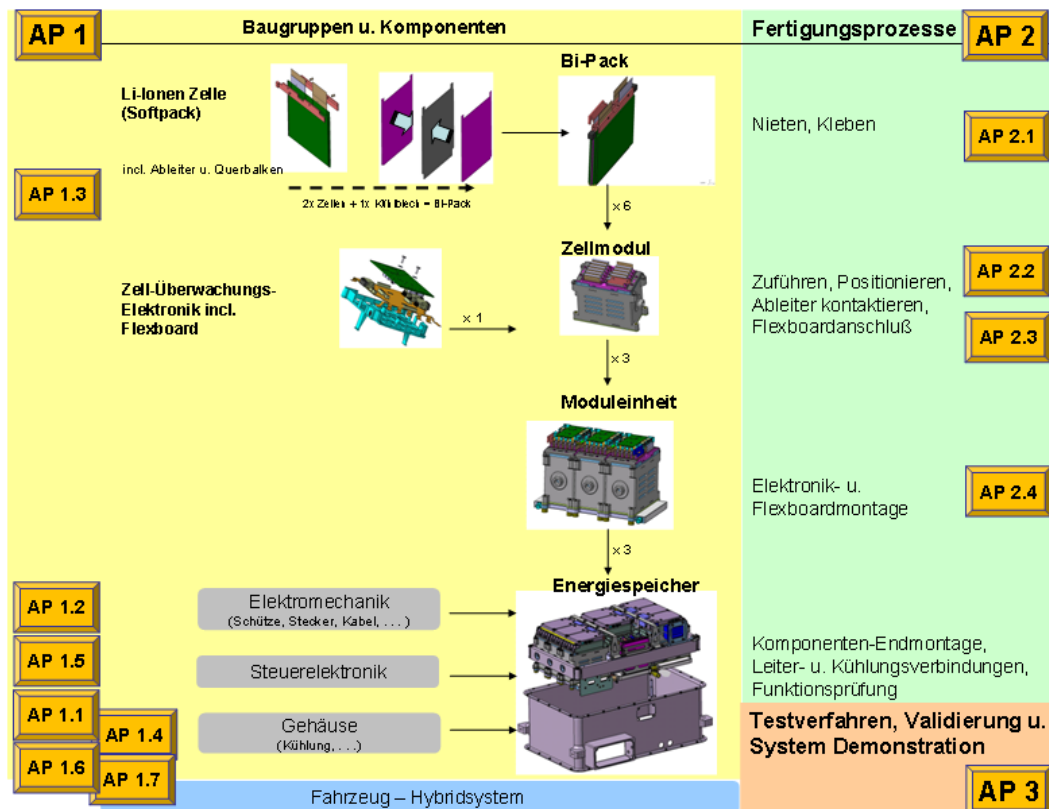 AP 1
Baugruppen u. Komponenten
Fertigungsprozesse
AP 2
Bi-Pack
Li-Ionen Zelle
(Softpack)
Nieten, Kleben
AP 2.1
incl. Ableiter u. Querbalken
AP 1.3
2x Zellen + 1x Kühlblech = Bi-Pack
x 6
Zellmodul
Zell-Überwachungs-
Elektronik incl.
Flexboard
x 1
Zuführen, Positionieren,
Ableiter kontaktieren,
Flexboardanschluß
AP 2.2
AP 2.3
x 3
Moduleinheit
Elektronik- u.
Flexboardmontage
AP 2.4
x 3
Energiespeicher
AP 1.2
Elektromechanik
(Schütze, Stecker, Kabel, . . . )
AP 1.5
Steuerelektronik
Komponenten-Endmontage,
Leiter- u. Kühlungsverbindungen,
Funktionsprüfung
AP 1.1
AP 1.4
Gehäuse
(Kühlung, . . .)
AP 1.6
AP 1.7
Testverfahren, Validierung u.
System Demonstration
AP 3
Fahrzeug – Hybridsystem